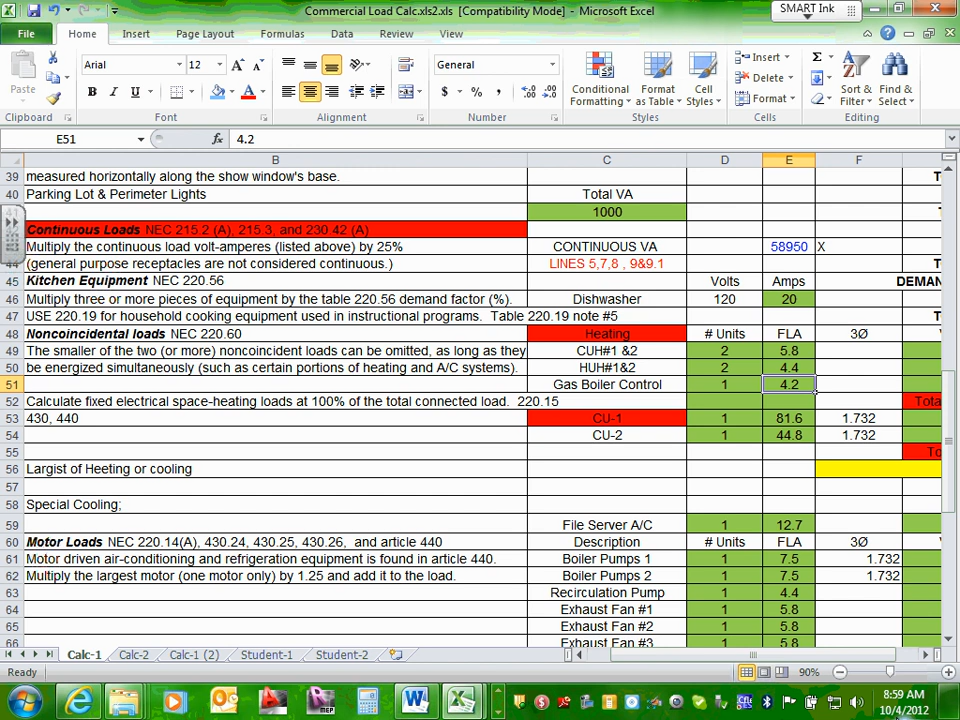 Commercial Load Calc.xls2.xls [Compatibility Mode] - Microsoft Excel
SMART Ink
File Home Insert Page Layout Formulas Data Review View
Paste
Arial 12
B I U A
General
$ % ,
Conditional Formatting
Format as Table
Cell Styles
Insert
Delete
Format
Σ
Sort & Filter
Find & Select
Clipboard Font Alignment Number Styles Editing
E51 fx 4.2
B C D E F
39 measured horizontally along the show window's base. T
40 Parking Lot & Perimeter Lights Total VA
1000
Continuous Loads NEC 215.2 (A), 215.3, and 230.42 (A)
Multiply the continuous load volt-amperes (listed above) by 25% CONTINUOUS VA 58950 X
44 (general purpose receptacles are not considered continuous.) LINES 5,7,8 , 9&9.1 T
45 Kitchen Equipment NEC 220.56 Volts Amps DEMAN
46 Multiply three or more pieces of equipment by the table 220.56 demand factor (%). Dishwasher 120 20
47 USE 220.19 for household cooking equipment used in instructional programs. Table 220.19 note #5 T
48 Noncoincidental loads NEC 220.60 Heating # Units FLA 3Ø
49 The smaller of the two (or more) noncoincident loads can be omitted, as long as they CUH#1 &2 2 5.8
50 be energized simultaneously (such as certain portions of heating and A/C systems). HUH#1&2 2 4.4
51 Gas Boiler Control 1 4.2
52 Calculate fixed electrical space-heating loads at 100% of the total connected load. 220.15 Tota
53 430, 440 CU-1 1 81.6 1.732
54 CU-2 1 44.8 1.732
55 To
56 Largist of Heeting or cooling
57
58 Special Cooling;
59 File Server A/C 1 12.7
60 Motor Loads NEC 220.14(A), 430.24, 430.25, 430.26, and article 440 Description # Units FLA 3Ø
61 Motor driven air-conditioning and refrigeration equipment is found in article 440. Boiler Pumps 1 1 7.5 1.732
62 Multiply the largest motor (one motor only) by 1.25 and add it to the load. Boiler Pumps 2 1 7.5 1.732
63 Recirculation Pump 1 4.4
64 Exhaust Fan #1 1 5.8
65 Exhaust Fan #2 1 5.8
66 Exhaust Fan #3 1 5.8
Calc-1 Calc-2 Calc-1 (2) Student-1 Student-2
Ready 90%
8:59 AM
10/4/2012